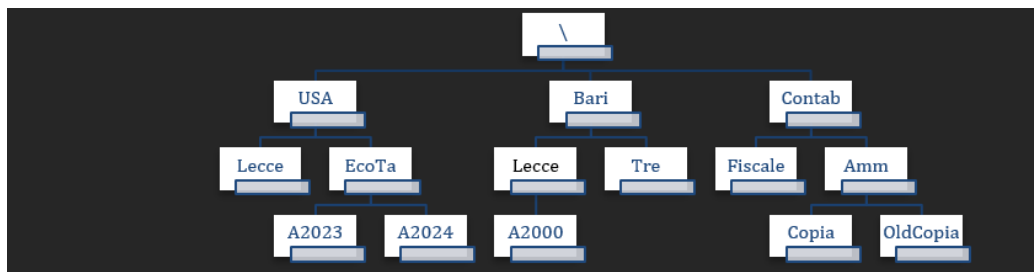 \
USA Bari Contab
Lecce EcoTa Lecce Tre Fiscale Amm
A2023 A2024 A2000 Copia OldCopia